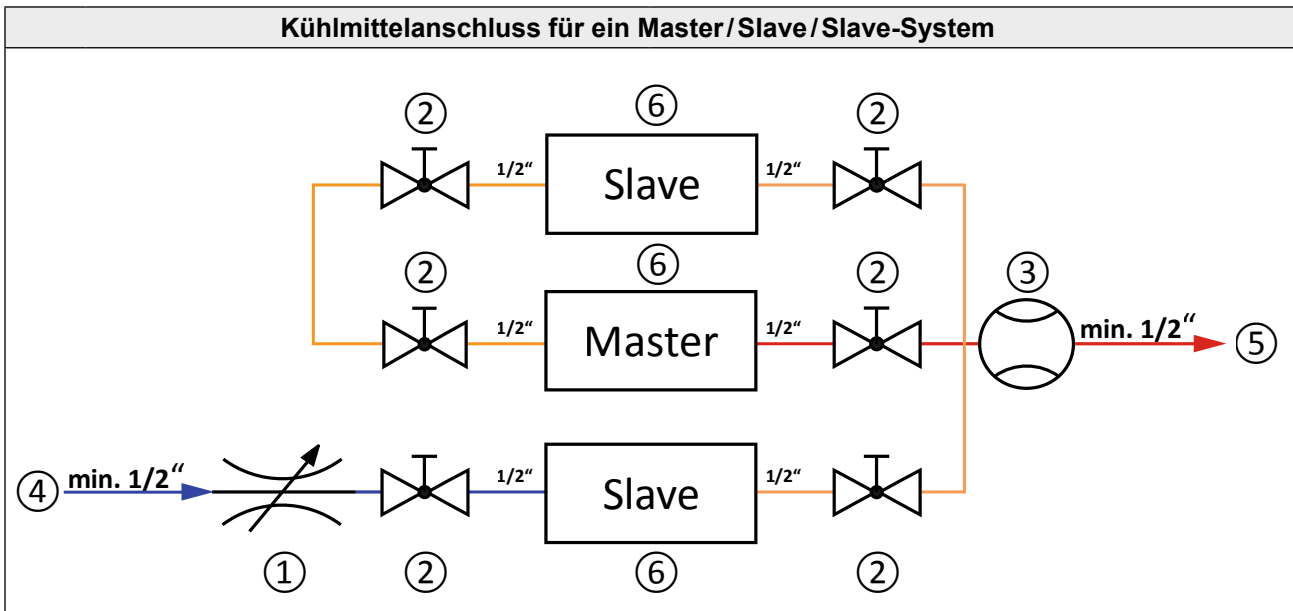 Kühlmittelanschluss für ein Master/Slave/Slave-System
② ⑥ ②
1/2“ Slave 1/2“
② ⑥ ② ③
1/2“ Master 1/2“ min. 1/2“ ⑤
④ min. 1/2“ 1/2“ Slave 1/2“
① ② ⑥ ②